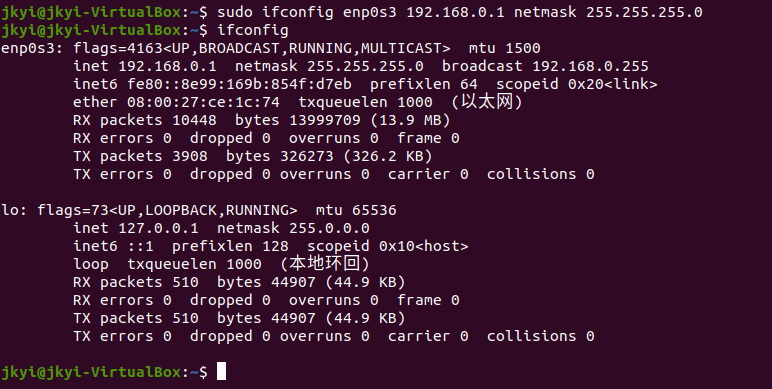 jkyi@jkyi-VirtualBox:~$ sudo ifconfig enp0s3 192.168.0.1 netmask 255.255.255.0
jkyi@jkyi-VirtualBox:~$ ifconfig
enp0s3: flags=4163<UP,BROADCAST,RUNNING,MULTICAST>  mtu 1500
        inet 192.168.0.1  netmask 255.255.255.0  broadcast 192.168.0.255
        inet6 fe80::8e99:169b:854f:d7eb  prefixlen 64  scopeid 0x20<link>
        ether 08:00:27:ce:1c:74  txqueuelen 1000  (以太网)
        RX packets 10448  bytes 13999709 (13.9 MB)
        RX errors 0  dropped 0  overruns 0  frame 0
        TX packets 3908  bytes 326273 (326.2 KB)
        TX errors 0  dropped 0 overruns 0  carrier 0  collisions 0

lo: flags=73<UP,LOOPBACK,RUNNING>  mtu 65536
        inet 127.0.0.1  netmask 255.0.0.0
        inet6 ::1  prefixlen 128  scopeid 0x10<host>
        loop  txqueuelen 1000  (本地环回)
        RX packets 510  bytes 44907 (44.9 KB)
        RX errors 0  dropped 0  overruns 0  frame 0
        TX packets 510  bytes 44907 (44.9 KB)
        TX errors 0  dropped 0 overruns 0  carrier 0  collisions 0

jkyi@jkyi-VirtualBox:~$